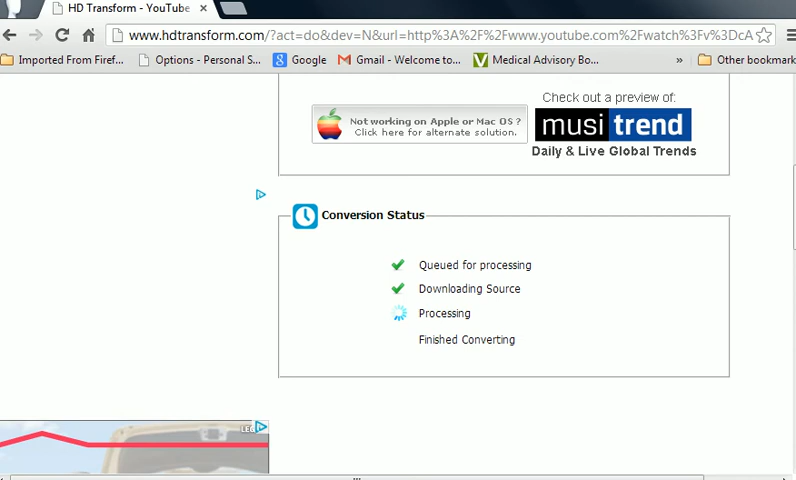 HD Transform - YouTube
www.hdtransform.com/?act=do&dev=N&url=http%3A%2F%2Fwww.youtube.com%2Fwatch%3Fv%3DcA
Imported From Firef...
Options - Personal S...
Google
Gmail - Welcome to...
Medical Advisory Bo...
»
Other bookmark
Not working on Apple or Mac OS ?
Click here for alternate solution.
Check out a preview of:
musitrend
Daily & Live Global Trends
Conversion Status
Queued for processing
Downloading Source
Processing
Finished Converting